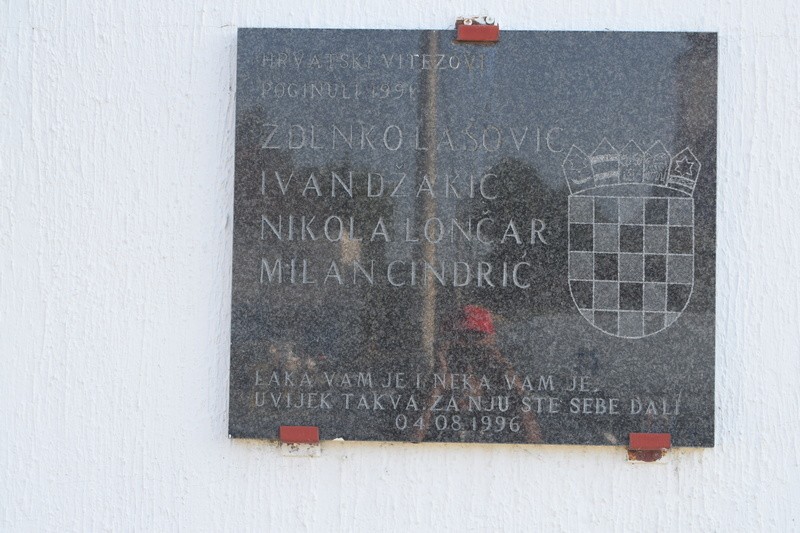 HRVATSKI VITEZOVI
POGINULI 1991
ZDENKO LASOVIĆ
IVAN DŽAKIĆ
NIKOLA LONČAR
MILAN CINDRIĆ
LAKA VAM JE I NEKA VAM JE,
UVIJEK TAKVA, ZA NJU STE SEBE DALI
04.08.1996